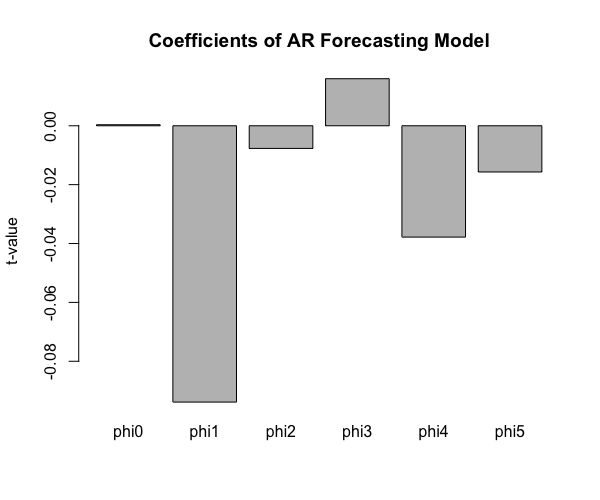 Coefficients of AR Forecasting Model
t-value
0.00
-0.02
-0.04
-0.06
-0.08
phi0 phi1 phi2 phi3 phi4 phi5